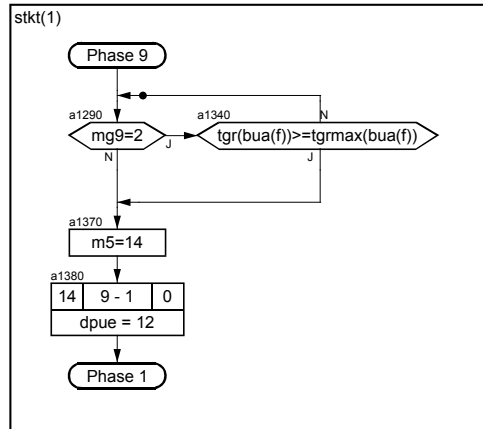 stkt(1)
Phase 9
a1290
a1340
N
mg9=2
J
tgr(bua(f))>=tgrmax(bua(f))
N
J
a1370
m5=14
a1380
14 9 - 1 0
dpue = 12
Phase 1